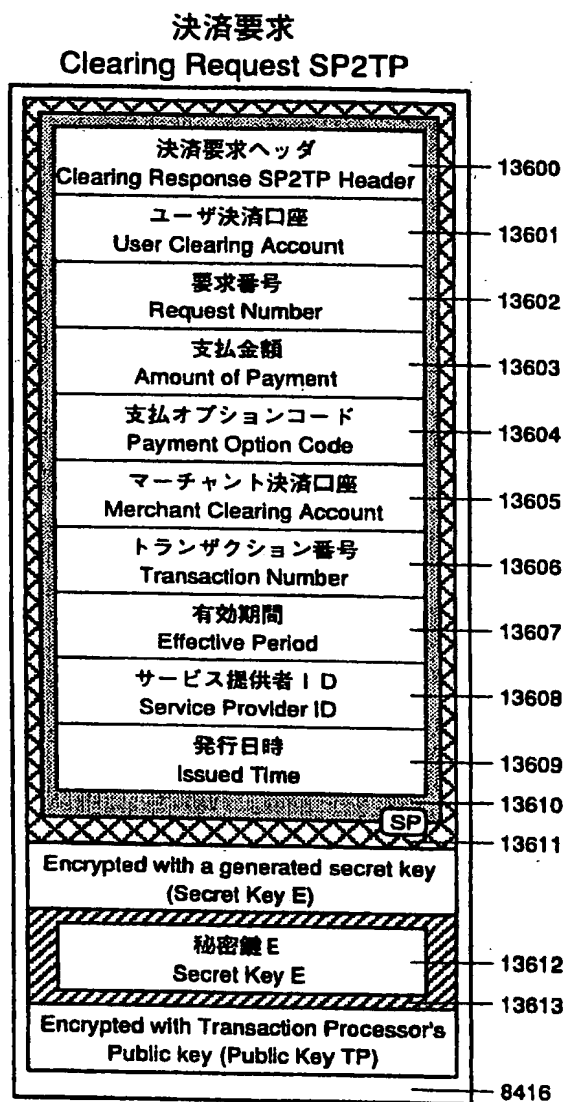 決済要求
Clearing Request SP2TP
決済要求ヘッダ
Clearing Response SP2TP Header
13600
ユーザ決済口座
User Clearing Account
13601
要求番号
Request Number
13602
支払金額
Amount of Payment
13603
支払オプションコード
Payment Option Code
13604
マーチャント決済口座
Merchant Clearing Account
13605
トランザクション番号
Transaction Number
13606
有効期間
Effective Period
13607
サービス提供者ID
Service Provider ID
13608
発行日時
Issued Time
13609
13610
SP
13611
Encrypted with a generated secret key
(Secret Key E)
秘密鍵E
Secret Key E
13612
13613
Encrypted with Transaction Processor's
Public key (Public Key TP)
8416